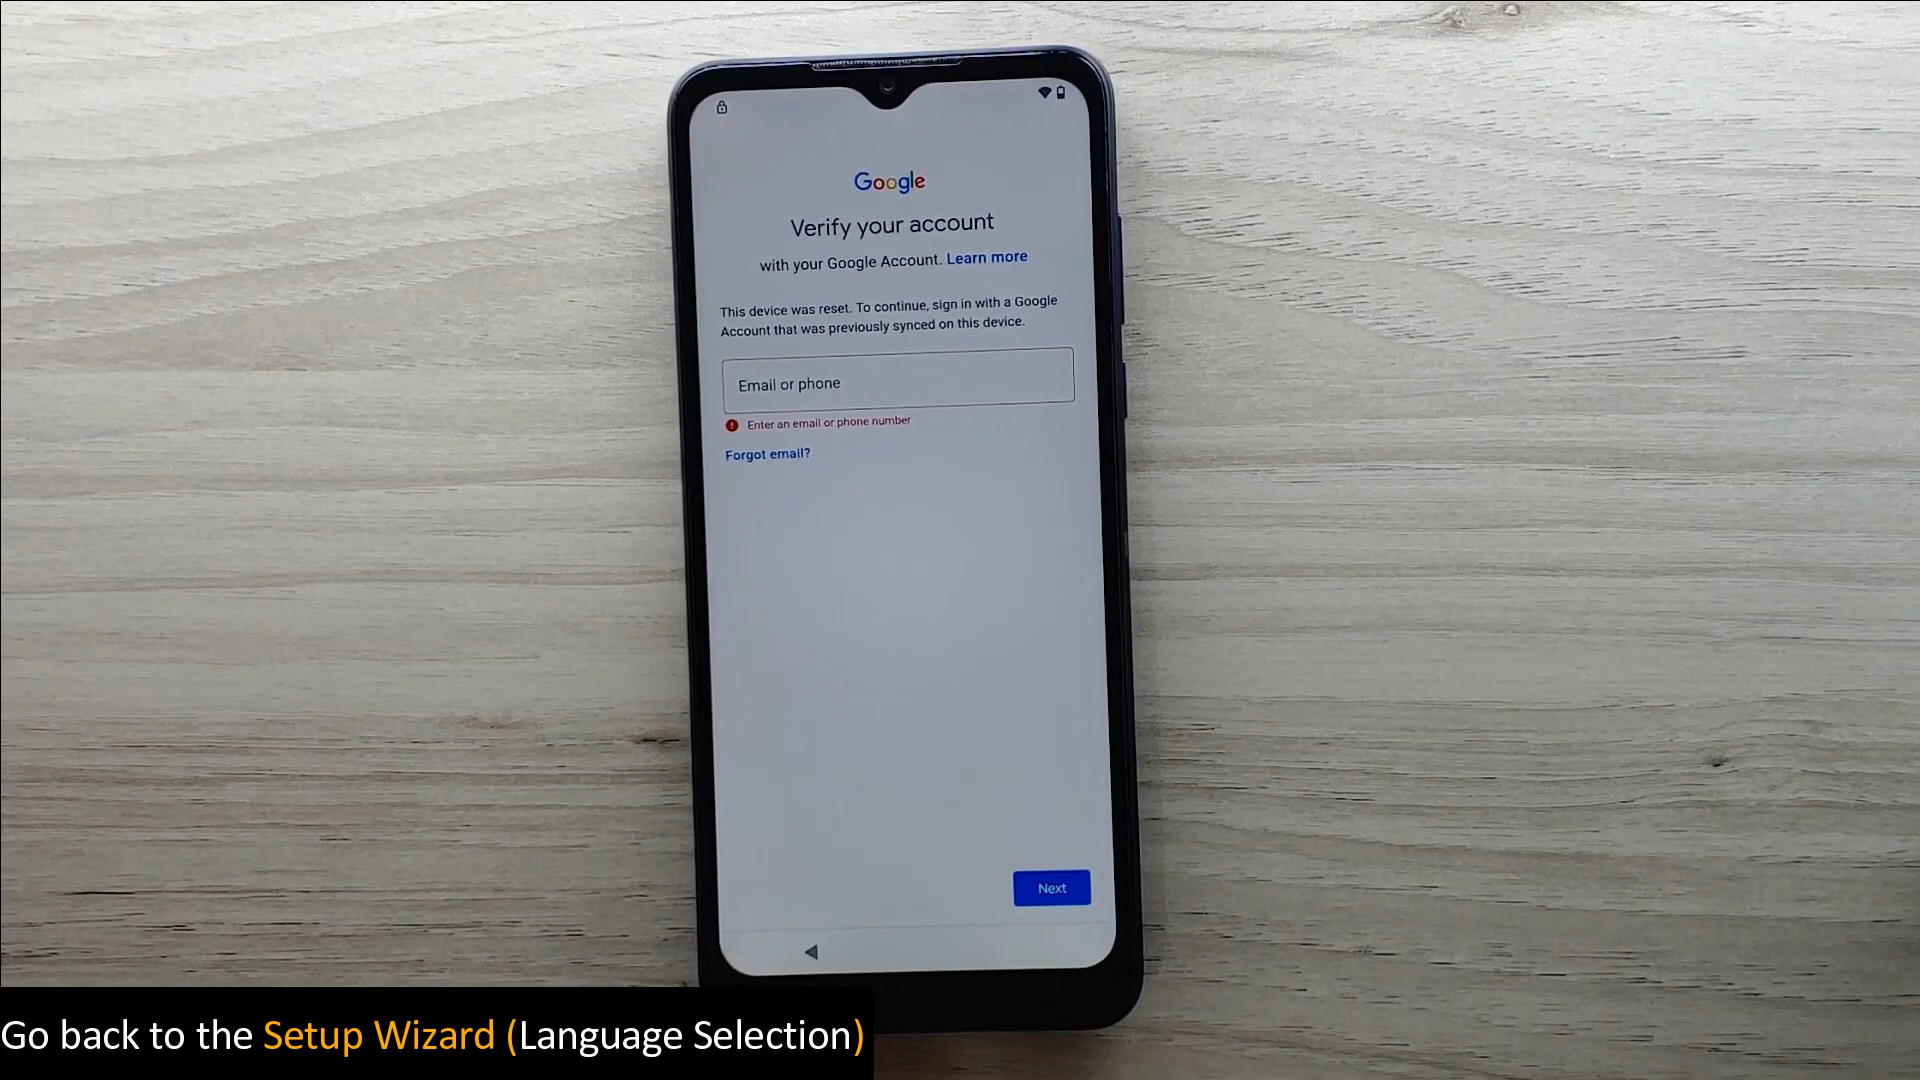 Google
Verify your account
with your Google Account. Learn more
This device was reset. To continue, sign in with a Google
Account that was previously synced on this device.
Email or phone
Enter an email or phone number
Forgot email?
Next
Go back to the Setup Wizard (Language Selection)